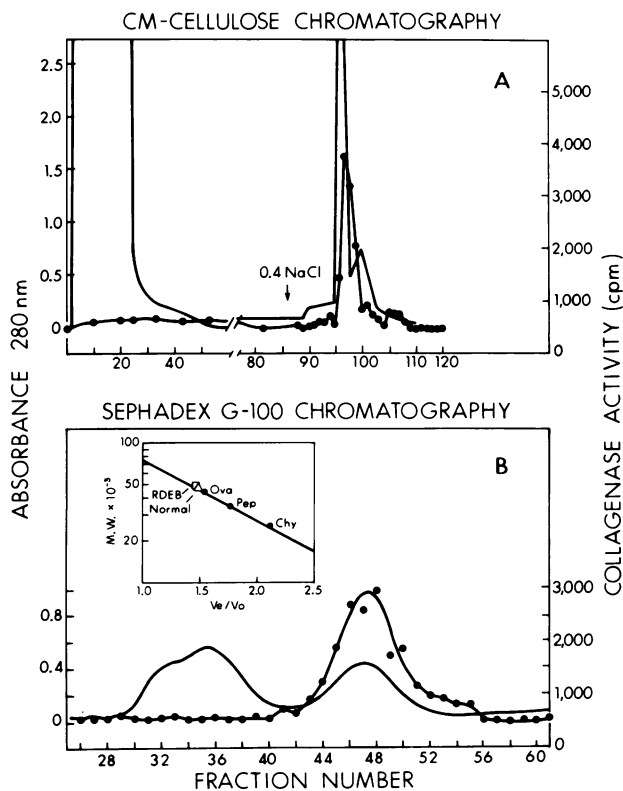 CM-CELLULOSE CHROMATOGRAPHY
A
2.5
2.0
1.5
1.0
0.5
0
5,000
4,000
3,000
2,000
1,000
0
0.4 NaCl
20 40 80 90 100 110 120
ABSORBANCE 280 nm
COLLAGENASE ACTIVITY (cpm)
SEPHADEX G-100 CHROMATOGRAPHY
B
100
50
20
M.W. × 10⁻³
RDEB
Normal
Ova
Pep
Chy
1.0 1.5 2.0 2.5
Ve/Vo
0.8
0.4
0
3,000
2,000
1,000
0
28 32 36 40 44 48 52 56 60
FRACTION NUMBER